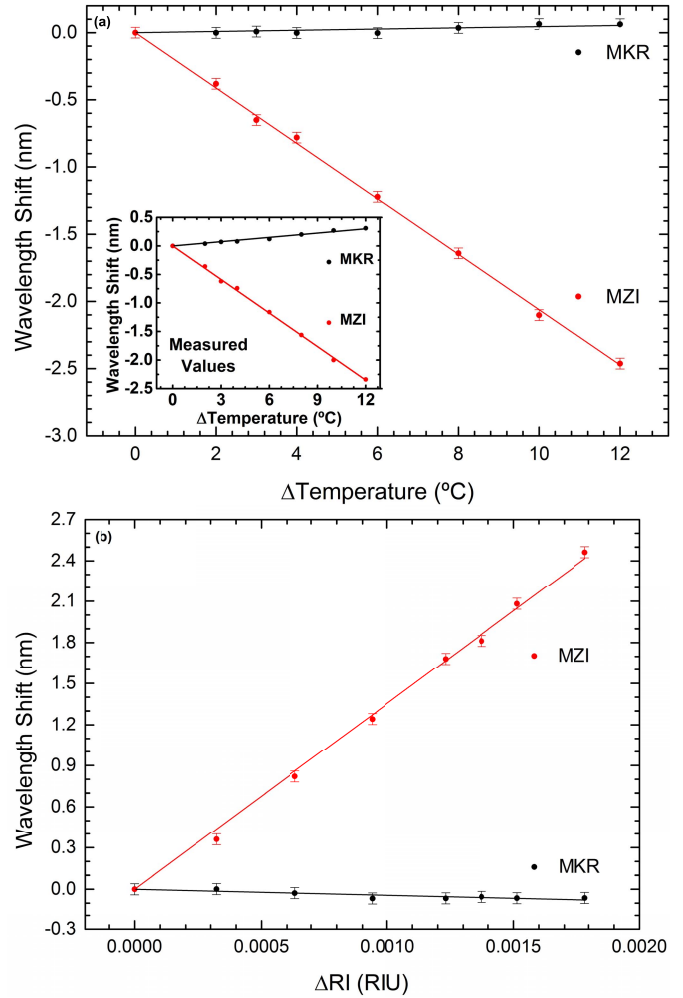 (a)
MKR
MZI
0.0
-0.5
-1.0
-1.5
-2.0
-2.5
-3.0
Wavelength Shift (nm)
0 2 4 6 8 10 12
ΔTemperature (ºC)
0.5
0.0
-0.5
-1.0
-1.5
-2.0
-2.5
Wavelength Shift (nm)
MKR
MZI
Measured
Values
0 3 6 9 12
ΔTemperature (ºC)
(b)
2.7
2.4
2.1
1.8
1.5
1.2
0.9
0.6
0.3
0.0
-0.3
Wavelength Shift (nm)
MZI
MKR
0.0000 0.0005 0.0010 0.0015 0.0020
ΔRI (RIU)